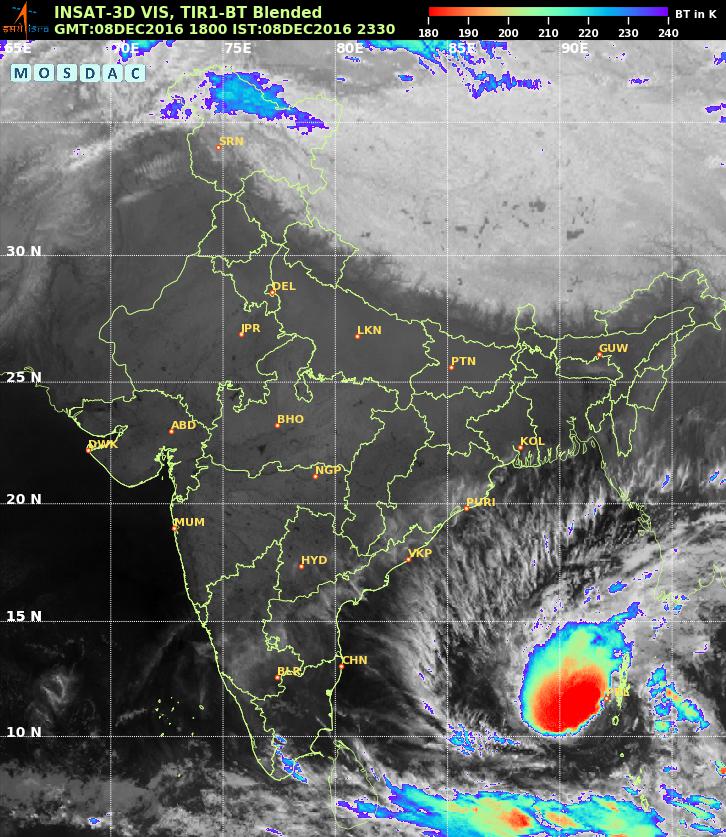 INSAT-3D VIS, TIR1-BT Blended
GMT:08DEC2016 1800 IST:08DEC2016 2330
BT in K
180 190 200 210 220 230 240
65E 70E 75E 80E 85E 90E
MOSDAC
SRN
30 N
DEL
JPR LKN
GUW
PTN
25 N
ABD BHO
DWK KOL
NGP
20 N PURI
MUM
VKP
HYD
15 N
CHN
BLR
10 N